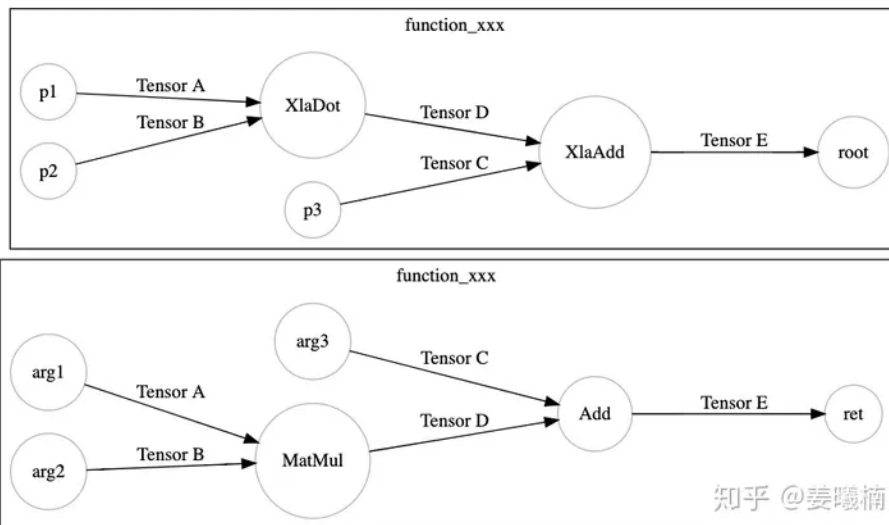 function_xxx
p1
Tensor A
XlaDot
Tensor B
p2
Tensor D
XlaAdd
Tensor E
root
Tensor C
p3
function_xxx
arg3
arg1
Tensor C
Tensor A
Add
Tensor E
ret
Tensor D
Tensor B
MatMul
arg2
知乎 @姜曦楠